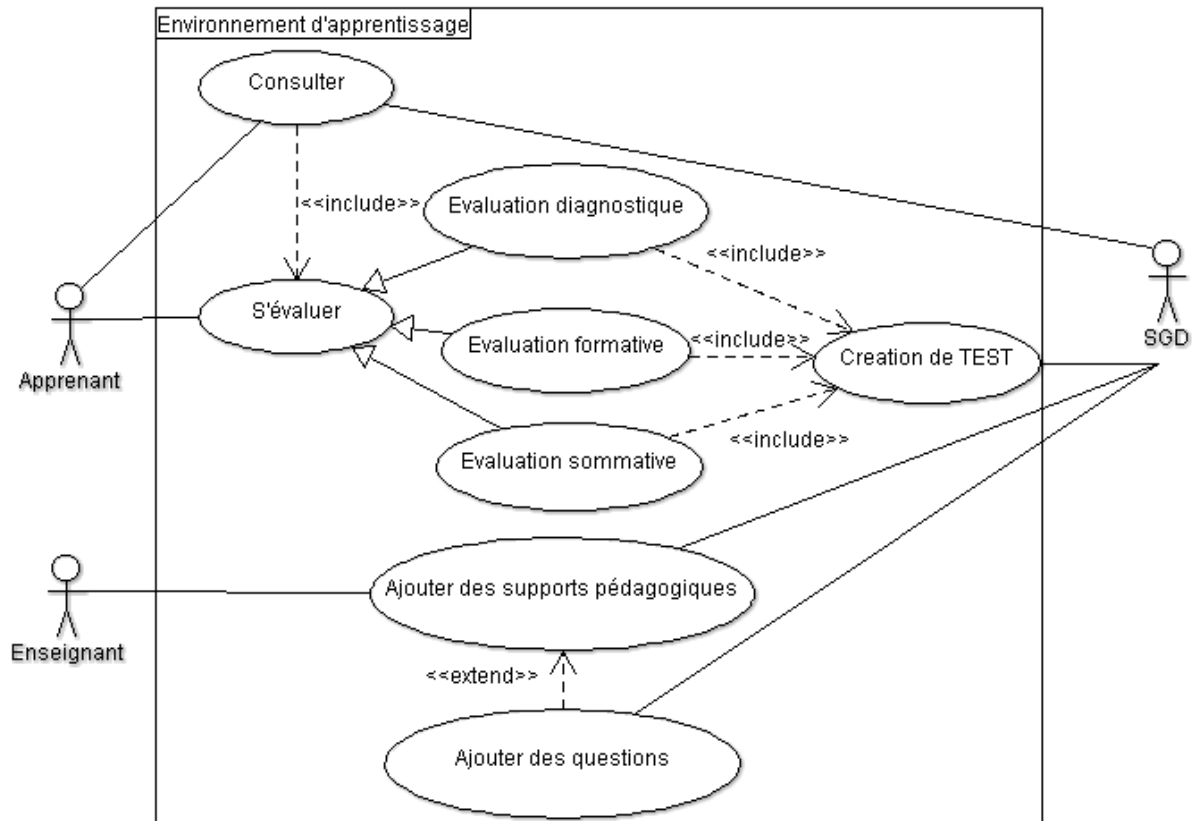 Environnement d'apprentissage
Consulter
<<include>>
Evaluation diagnostique
<<include>>
S'évaluer
Evaluation formative
<<include>>
Creation de TEST
SGD
Apprenant
<<include>>
Evaluation sommative
Ajouter des supports pédagogiques
Enseignant
<<extend>>
Ajouter des questions